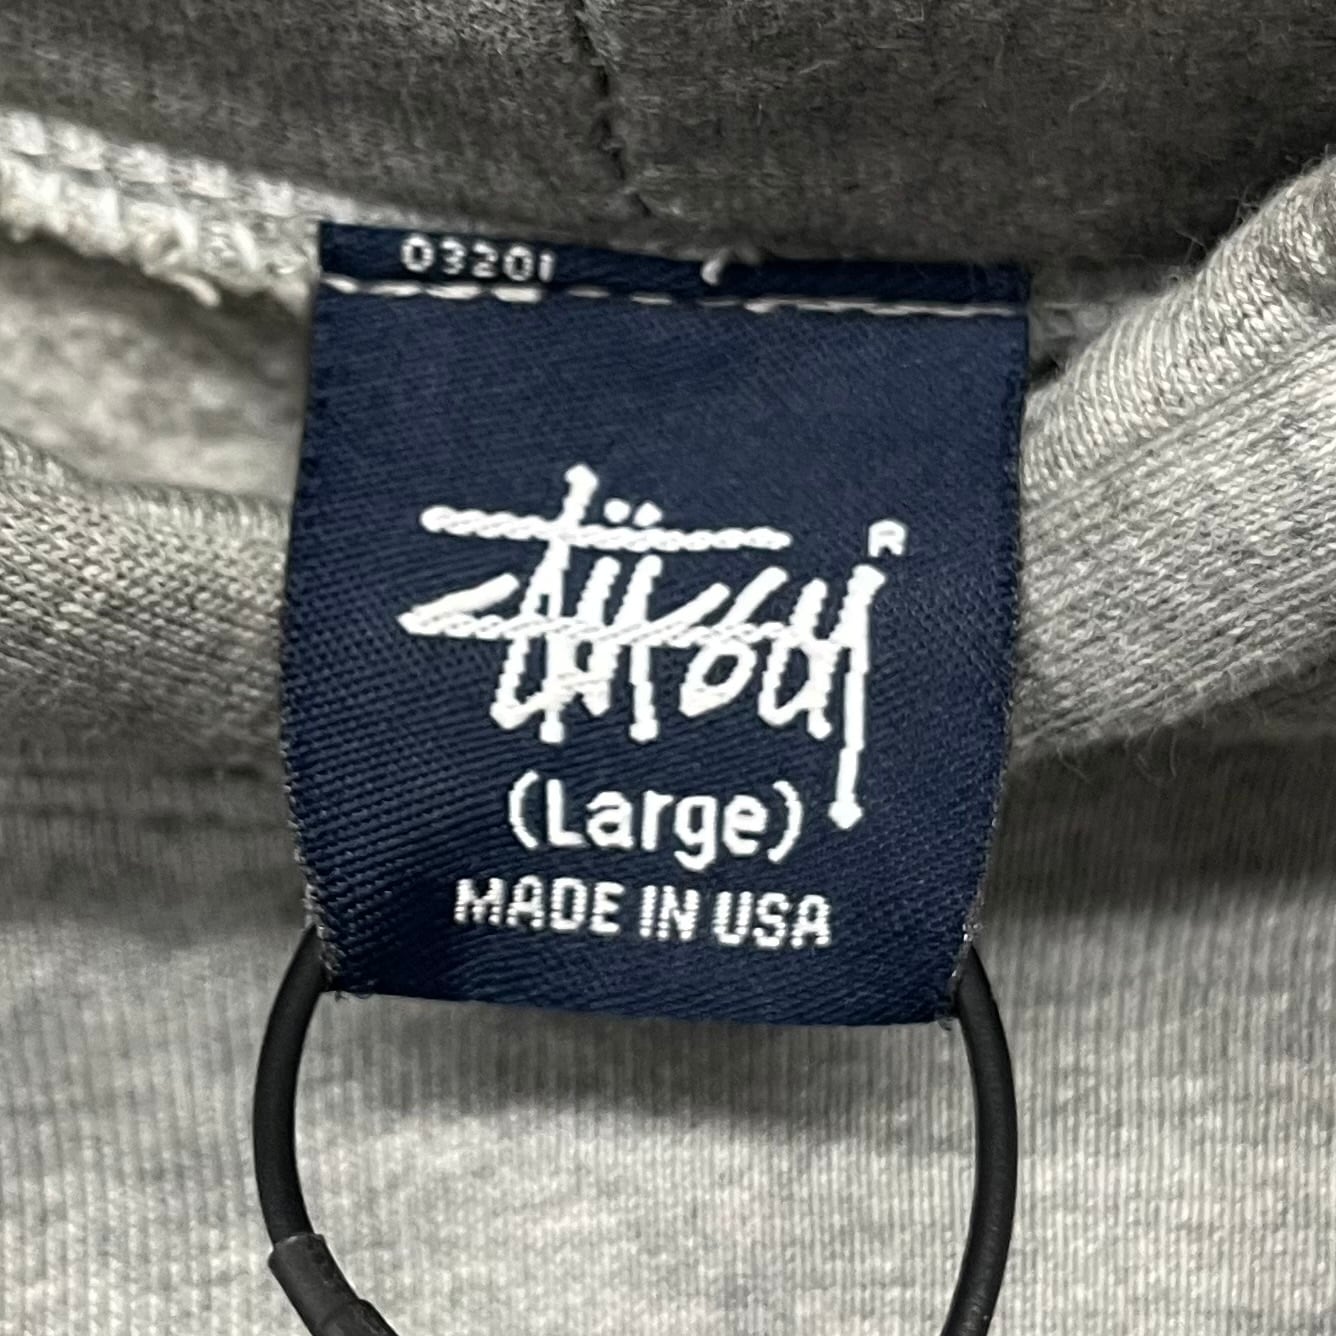 03201
Stüssy ®
(Large)
MADE IN USA